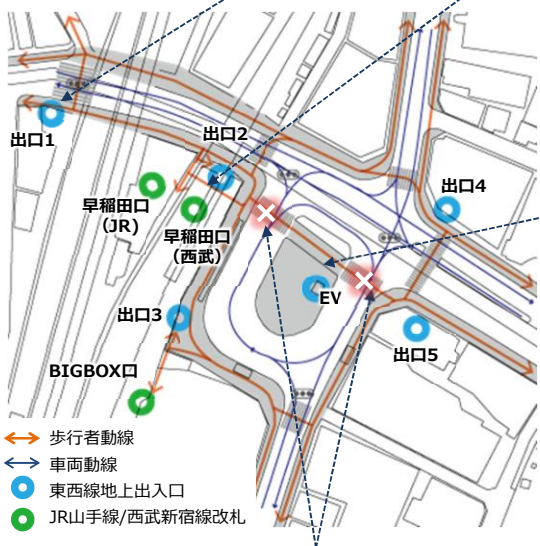 出口1
出口2
早稲田口
（JR）
早稲田口
（西武）
出口4
EV
出口3
出口5
BIGBOX口
歩行者動線
車両動線
東西線地上出入口
JR山手線/西武新宿線改札